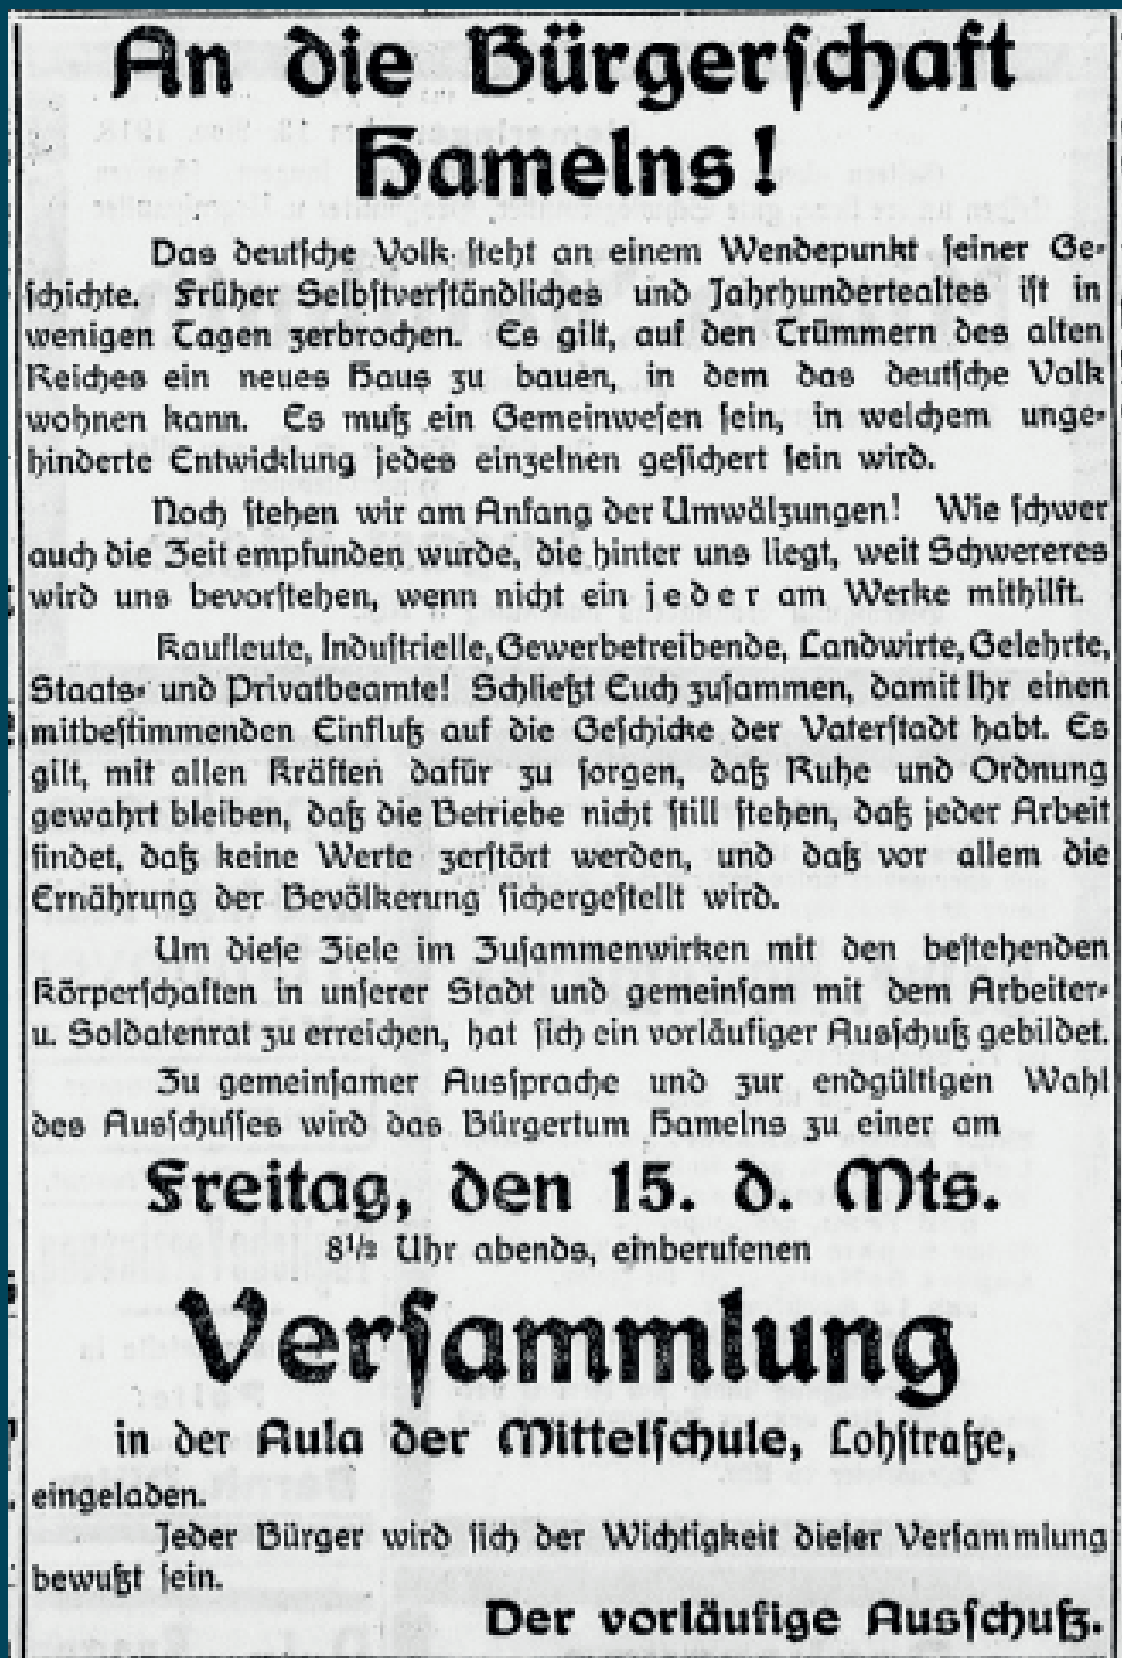 An die Bürgerſchaft
Hamelns!
Das deutſche Volk ſteht an einem Wendepunkt ſeiner Ge-
ſchichte. Früher Selbſtverſtändliches und Jahrhundertealtes iſt in
wenigen Tagen zerbrochen. Es gilt, auf den Trümmern des alten
Reiches ein neues Haus zu bauen, in dem das deutſche Volk
wohnen kann. Es muß ein Gemeinweſen ſein, in welchem unge-
hinderte Entwicklung jedes einzelnen geſichert ſein wird.
Noch ſtehen wir am Anfang der Umwälzungen! Wie ſchwer
auch die Zeit empfunden wurde, die hinter uns liegt, weit Schwereres
wird uns bevorſtehen, wenn nicht ein jeder am Werke mithilft.
Kaufleute, Induſtrielle, Gewerbetreibende, Landwirte, Gelehrte,
Staats- und Privatbeamte! Schließt Euch zuſammen, damit Ihr einen
mitbeſtimmenden Einfluß auf die Geſchicke der Vaterſtadt habt. Es
gilt, mit allen Kräften dafür zu ſorgen, daß Ruhe und Ordnung
gewahrt bleiben, daß die Betriebe nicht ſtill ſtehen, daß jeder Arbeit
findet, daß keine Werte zerſtört werden, und daß vor allem die
Ernährung der Bevölkerung ſichergeſtellt wird.
Um dieſe Ziele im Zuſammenwirken mit den beſtehenden
Körperſchaften in unſerer Stadt und gemeinſam mit dem Arbeiter-
u. Soldatenrat zu erreichen, hat ſich ein vorläufiger Ausſchuß gebildet.
Zu gemeinſamer Ausſprache und zur endgültigen Wahl
des Ausſchuſſes wird das Bürgertum Hamelns zu einer am
Freitag, den 15. d. Mts.
8½ Uhr abends, einberufenen
Verſammlung
in der Aula der Mittelſchule, Lohſtraße,
eingeladen.
Jeder Bürger wird ſich der Wichtigkeit dieſer Verſammlung
bewußt ſein.
Der vorläufige Ausſchuß.